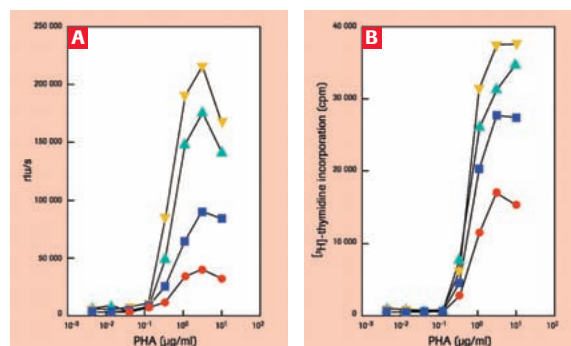 A
250 000
200 000
150 000
100 000
50 000
0
rlu/s
10⁻³ 10⁻² 10⁻¹ 10⁰ 10¹ 10²
PHA (µg/ml)
B
40 000
30 000
20 000
10 000
0
[³H]-thymidine incorporation (cpm)
10⁻³ 10⁻² 10⁻¹ 10⁰ 10¹ 10²
PHA (µg/ml)